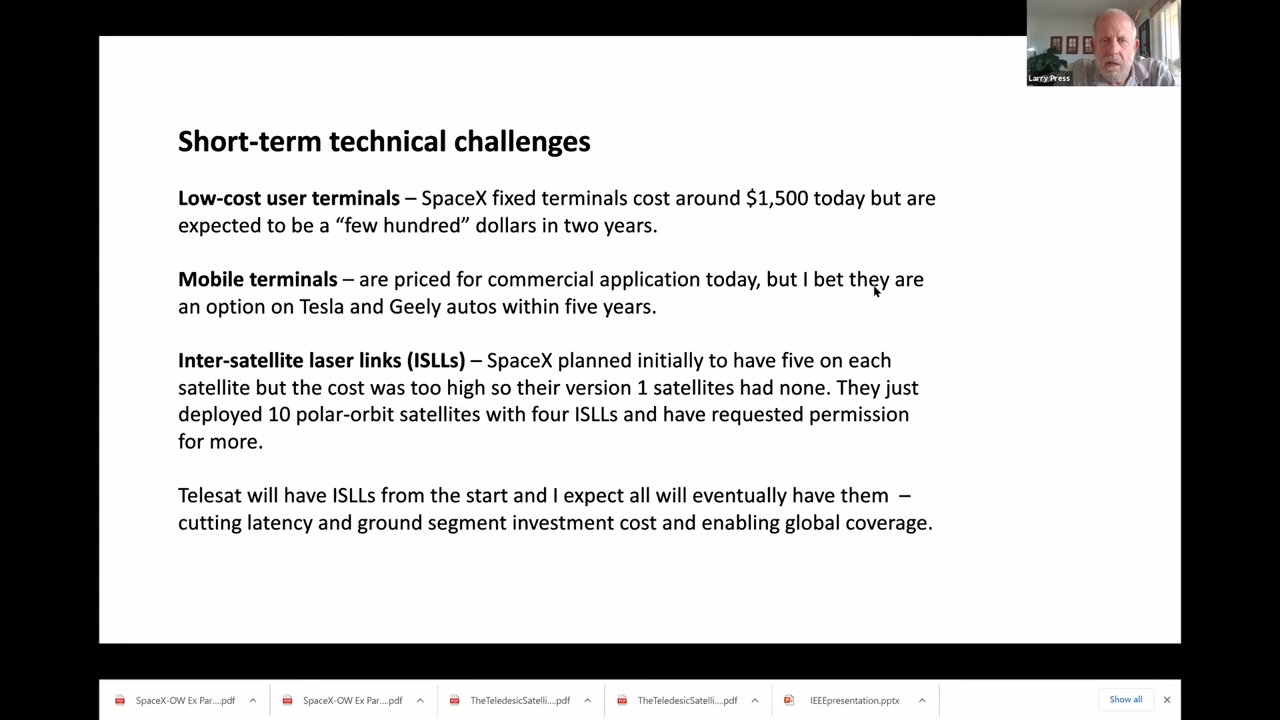 Larry Press
Short-term technical challenges
Low-cost user terminals – SpaceX fixed terminals cost around $1,500 today but are
expected to be a “few hundred” dollars in two years.
Mobile terminals – are priced for commercial application today, but I bet they are
an option on Tesla and Geely autos within five years.
Inter-satellite laser links (ISLLs) – SpaceX planned initially to have five on each
satellite but the cost was too high so their version 1 satellites had none. They just
deployed 10 polar-orbit satellites with four ISLLs and have requested permission
for more.
Telesat will have ISLLs from the start and I expect all will eventually have them –
cutting latency and ground segment investment cost and enabling global coverage.
SpaceX-OW Ex Par....pdf
SpaceX-OW Ex Par....pdf
TheTeledesicSatelli....pdf
TheTeledesicSatelli....pdf
IEEEpresentation.pptx
Show all